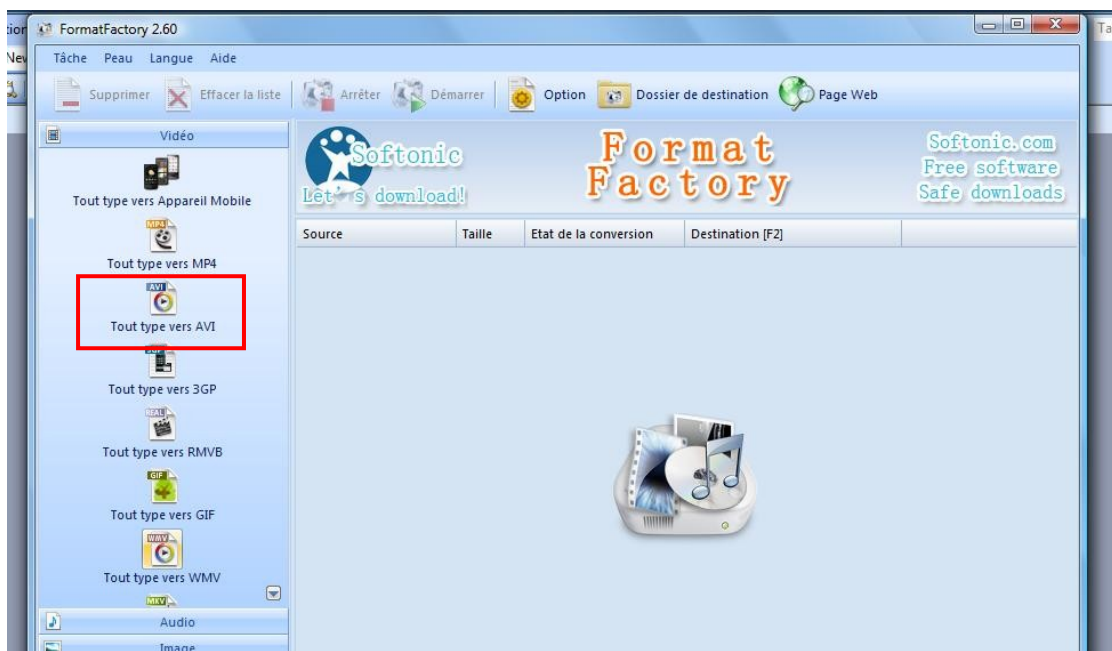 FormatFactory 2.60
Tâche Peau Langue Aide
Supprimer Effacer la liste Arrêter Démarrer Option Dossier de destination Page Web
Vidéo
Softonic
Let's download!
Format
Factory
Softonic.com
Free software
Safe downloads
Source Taille Etat de la conversion Destination [F2]
Tout type vers Appareil Mobile
MP4
Tout type vers MP4
AVI
Tout type vers AVI
Tout type vers 3GP
REAL
Tout type vers RMVB
GIF
Tout type vers GIF
WMV
Tout type vers WMV
MKV
Audio
Image